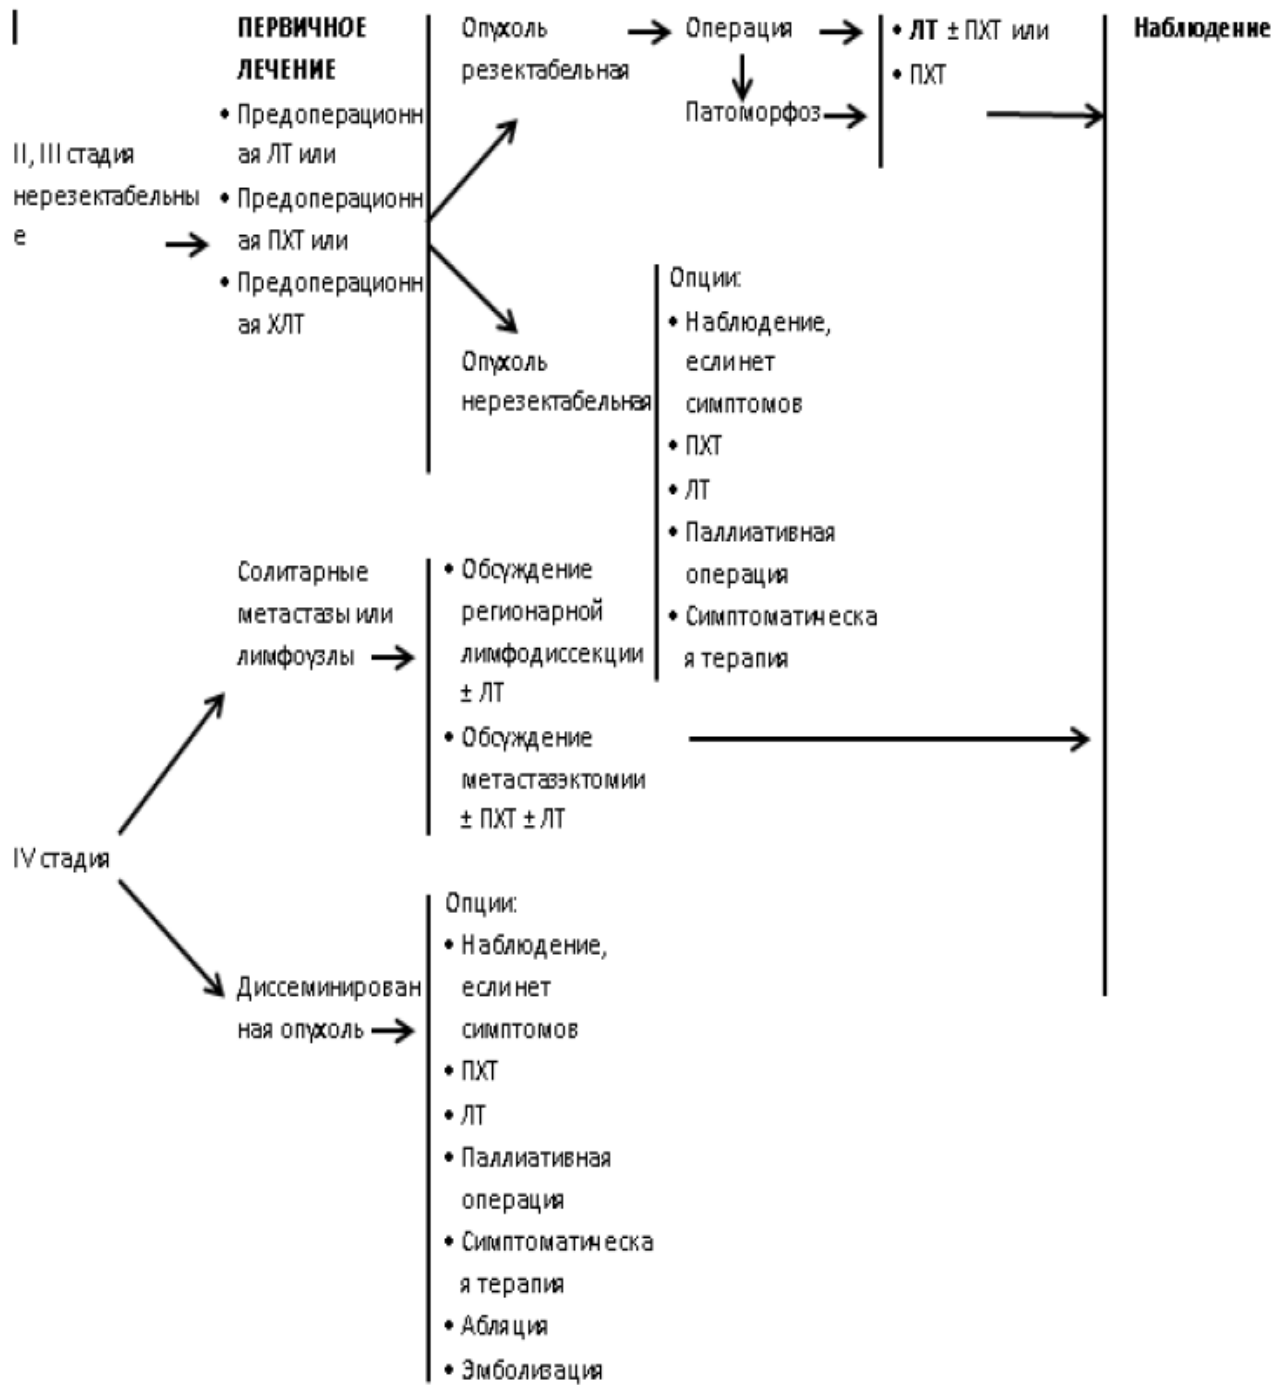 ПЕРВИЧНОЕ
ЛЕЧЕНИЕ
• Предоперационн
ая ЛТ или
• Предоперационн
ая ПХТ или
• Предоперационн
ая ХЛТ
II, III стадия
нерезектабельны
е
Опухоль
резектабельная
Операция
Патоморфоз
• ЛТ ± ПХТ или
• ПХТ
Наблюдение
Опухоль
нерезектабельная
Опции:
• Наблюдение,
если нет
симптомов
• ПХТ
• ЛТ
• Паллиативная
операция
• Симптоматическа
я терапия
IV стадия
Солитарные
метастазы или
лимфоузлы
• Обсуждение
регионарной
лимфодиссекции
± ЛТ
• Обсуждение
метастазэктомии
± ПХТ ± ЛТ
Диссеминирован
ная опухоль
Опции:
• Наблюдение,
если нет
симптомов
• ПХТ
• ЛТ
• Паллиативная
операция
• Симптоматическа
я терапия
• Абляция
• Эмболизация